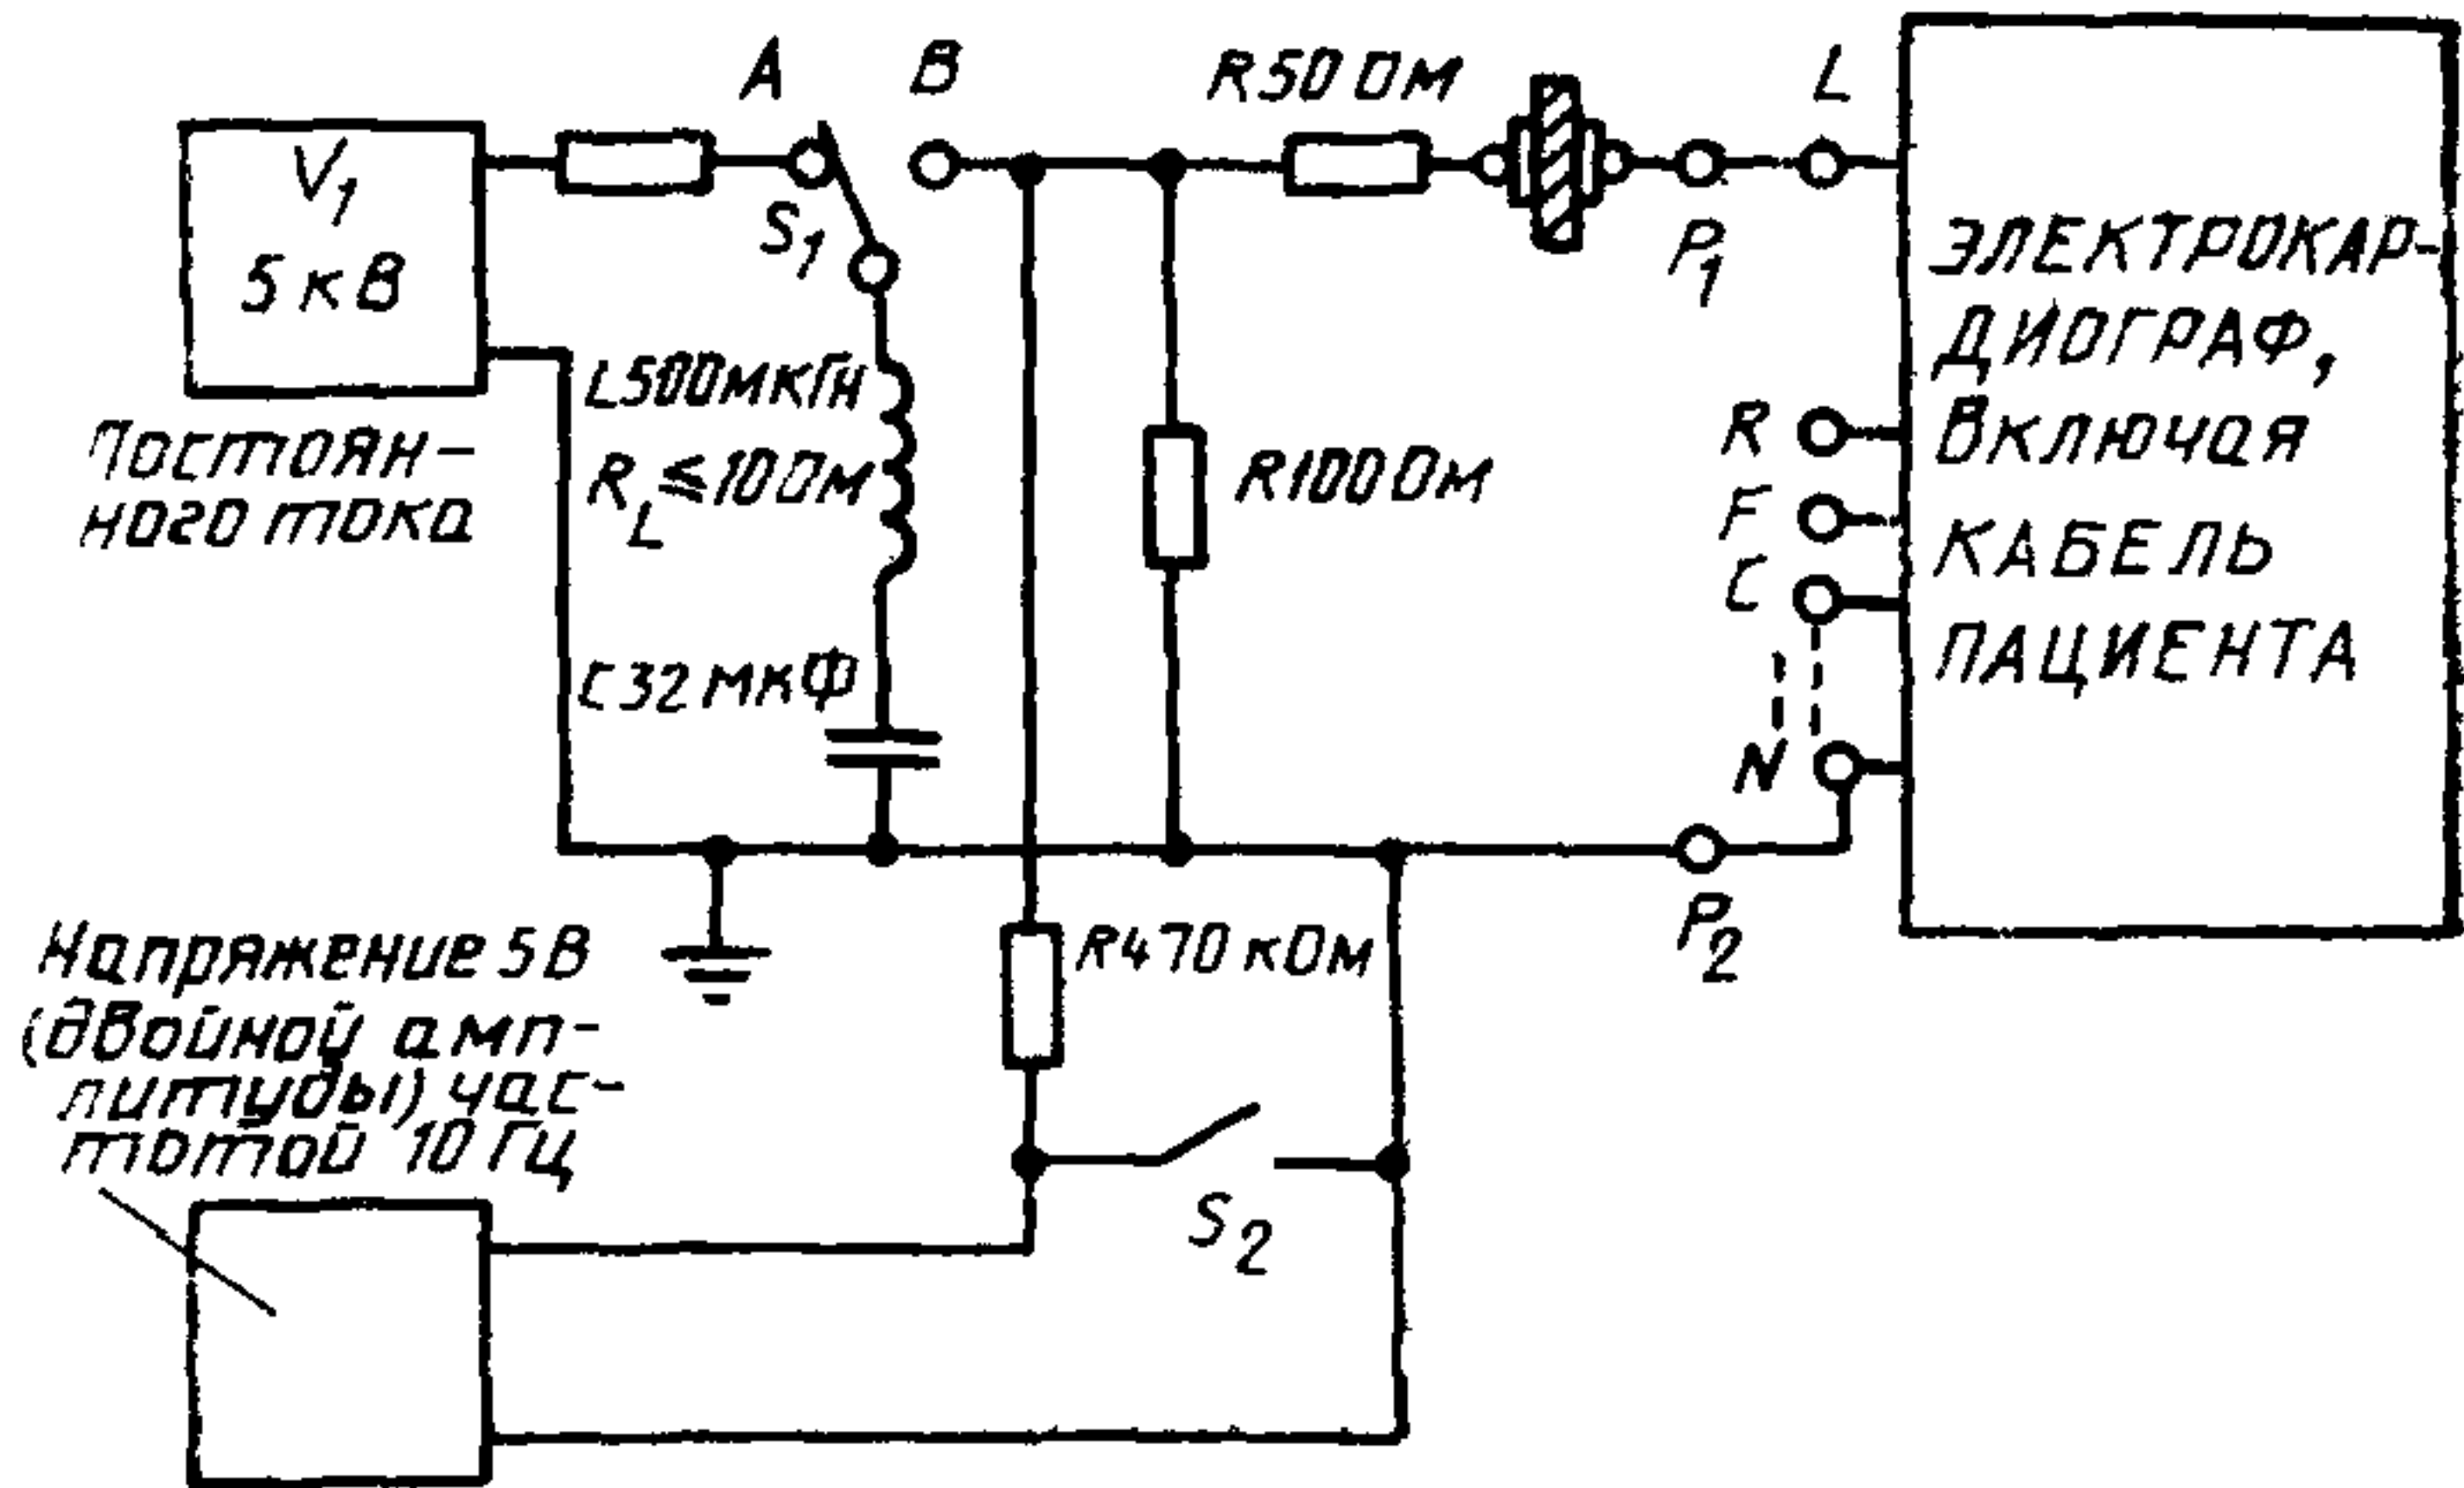 A
B
R 50 Ом
L
V1
5 кВ
S1
P1
Постоян-
ного тока
L 500 мкГн
RL ≤ 10 Ом
R 100 Ом
C 32 мкФ
R
F
C
N
ЭЛЕКТРОКАР-
ДИОГРАФ,
ВКЛЮЧАЯ
КАБЕЛЬ
ПАЦИЕНТА
P2
Напряжение 5 В
(двойной амп-
литуды) час-
тотой 10 Гц
R 470 кОм
S2